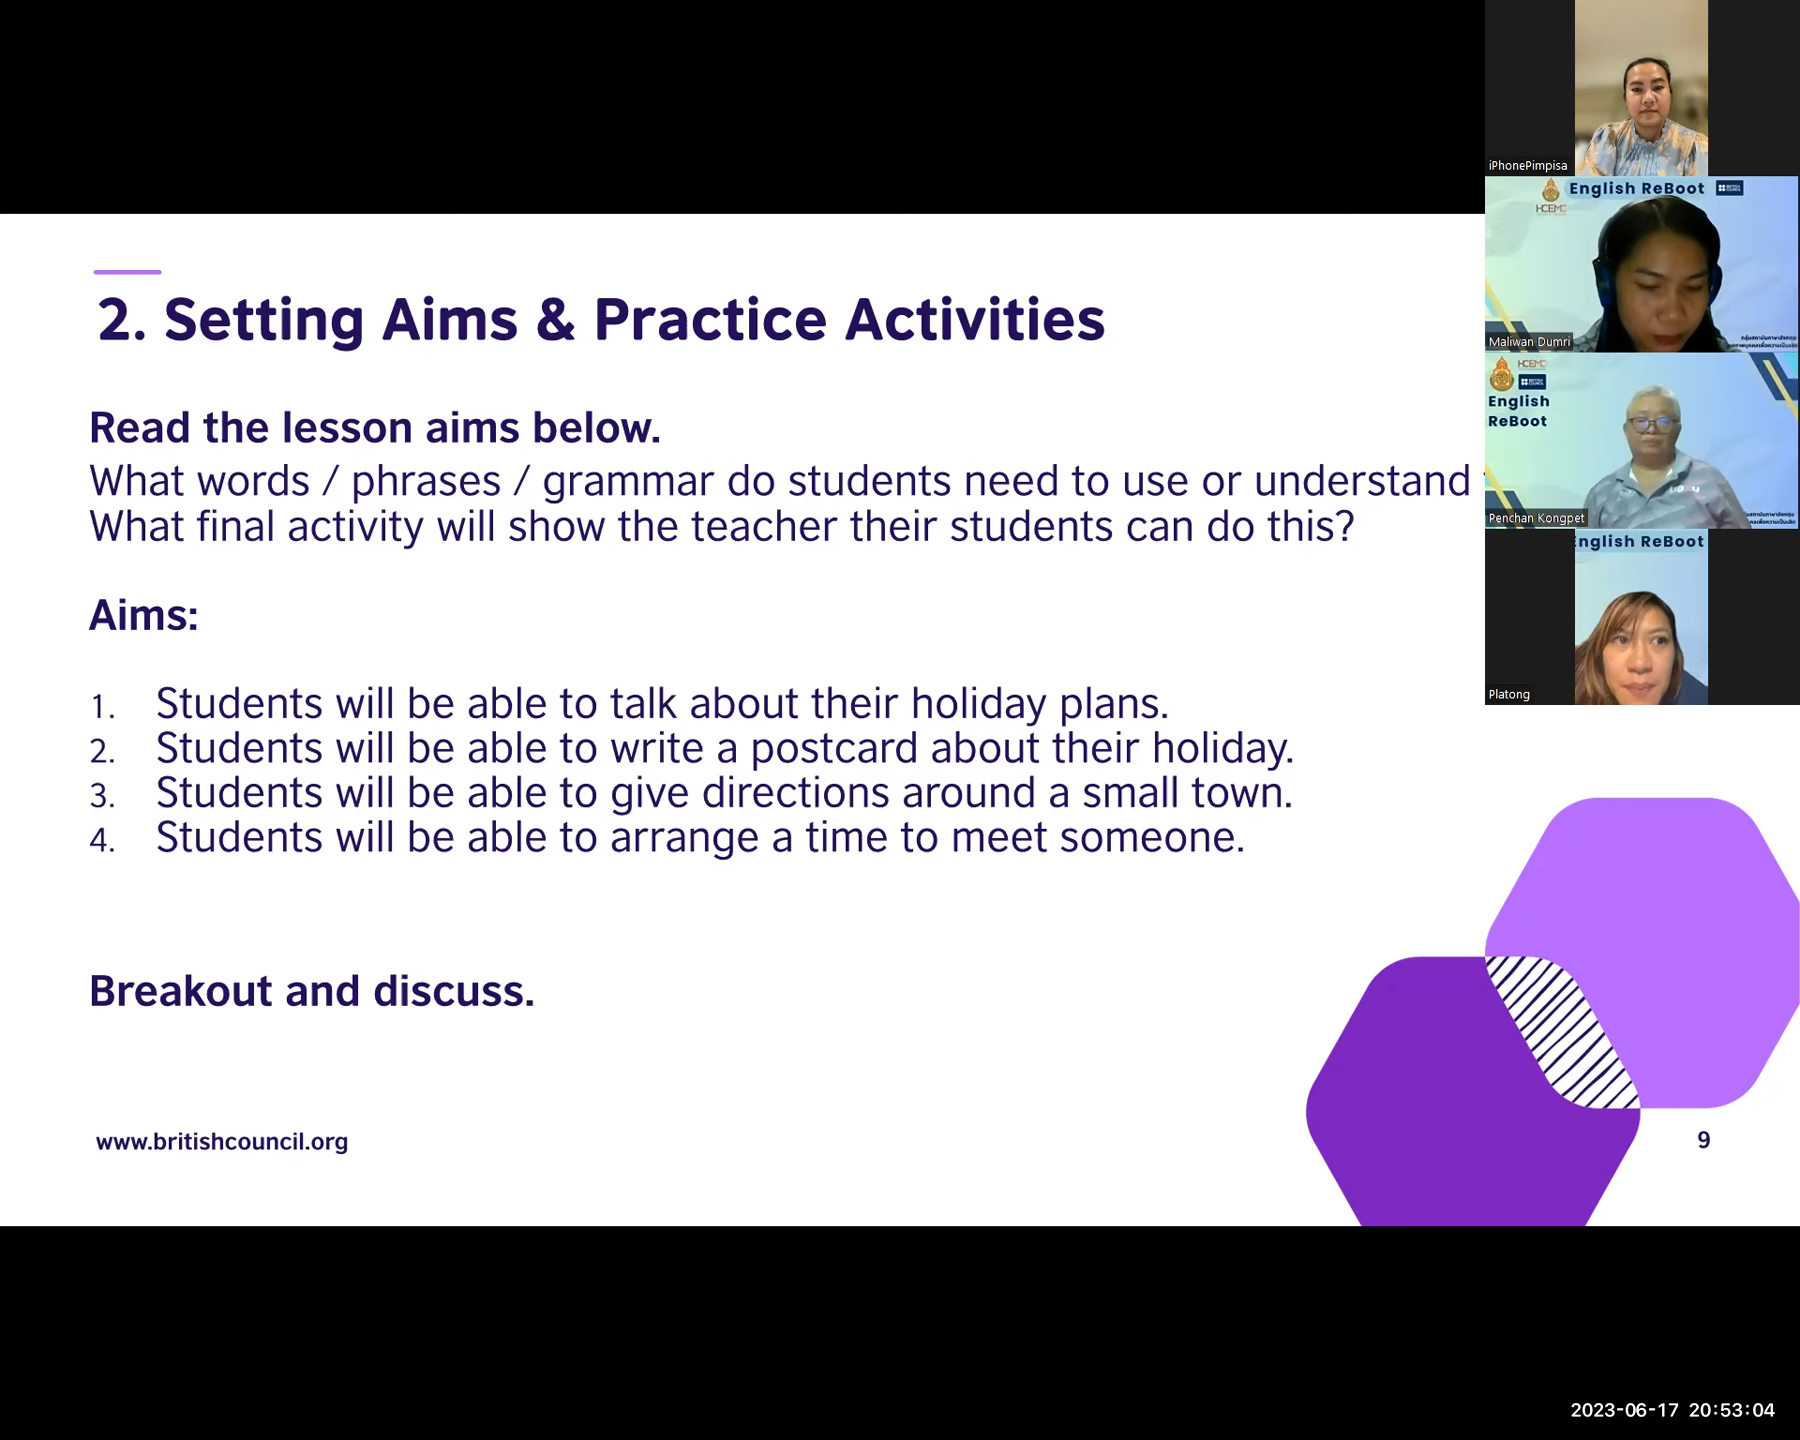 2. Setting Aims & Practice Activities
Read the lesson aims below.
What words / phrases / grammar do students need to use or understand
What final activity will show the teacher their students can do this?
Aims:
1. Students will be able to talk about their holiday plans.
2. Students will be able to write a postcard about their holiday.
3. Students will be able to give directions around a small town.
4. Students will be able to arrange a time to meet someone.
Breakout and discuss.
www.britishcouncil.org
9
iPhonePimpisa
English ReBoot
HCEMC
Maliwan Dumri
HCEMC
English
ReBoot
Penchan Kongpet
English ReBoot
Platong
2023-06-17 20:53:04